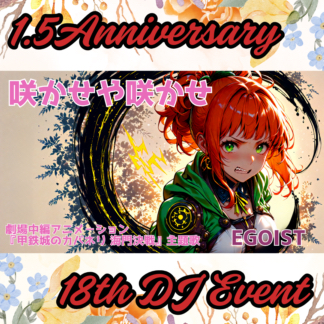 1.5Anniversary
咲かせや咲かせ
劇場中編アニメーション
『甲鉄城のカバネリ 海門決戦』主題歌
EGOIST
18th DJ Event